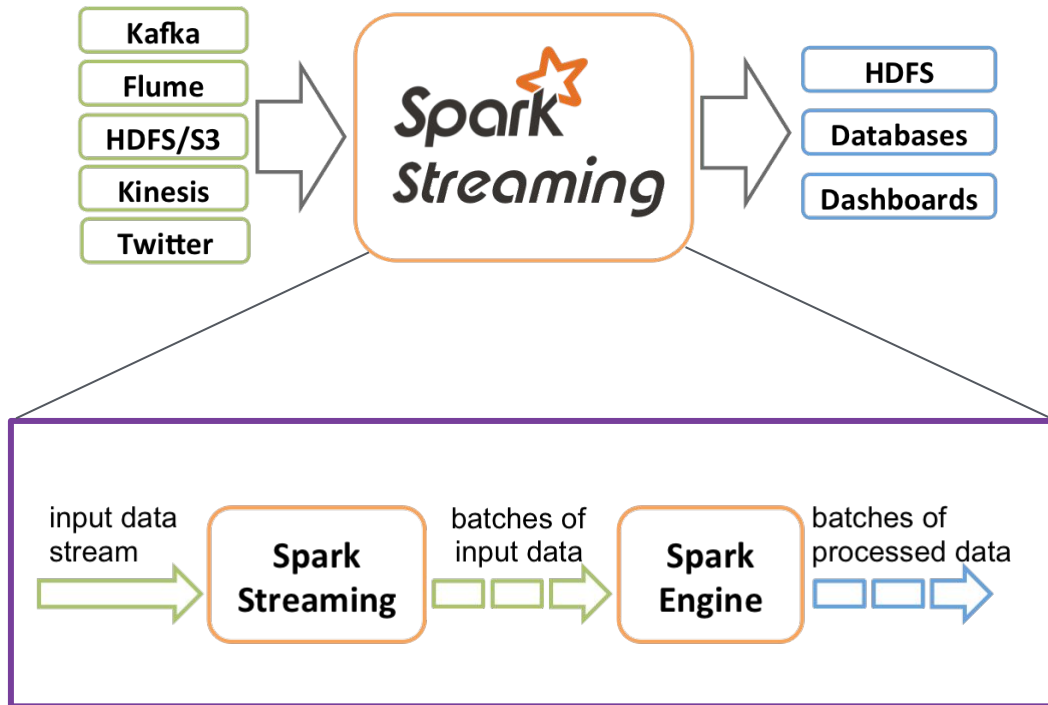 Kafka
Flume
HDFS/S3
Kinesis
Twitter
Spark
Streaming
HDFS
Databases
Dashboards
input data
stream
Spark
Streaming
batches of
input data
Spark
Engine
batches of
processed data